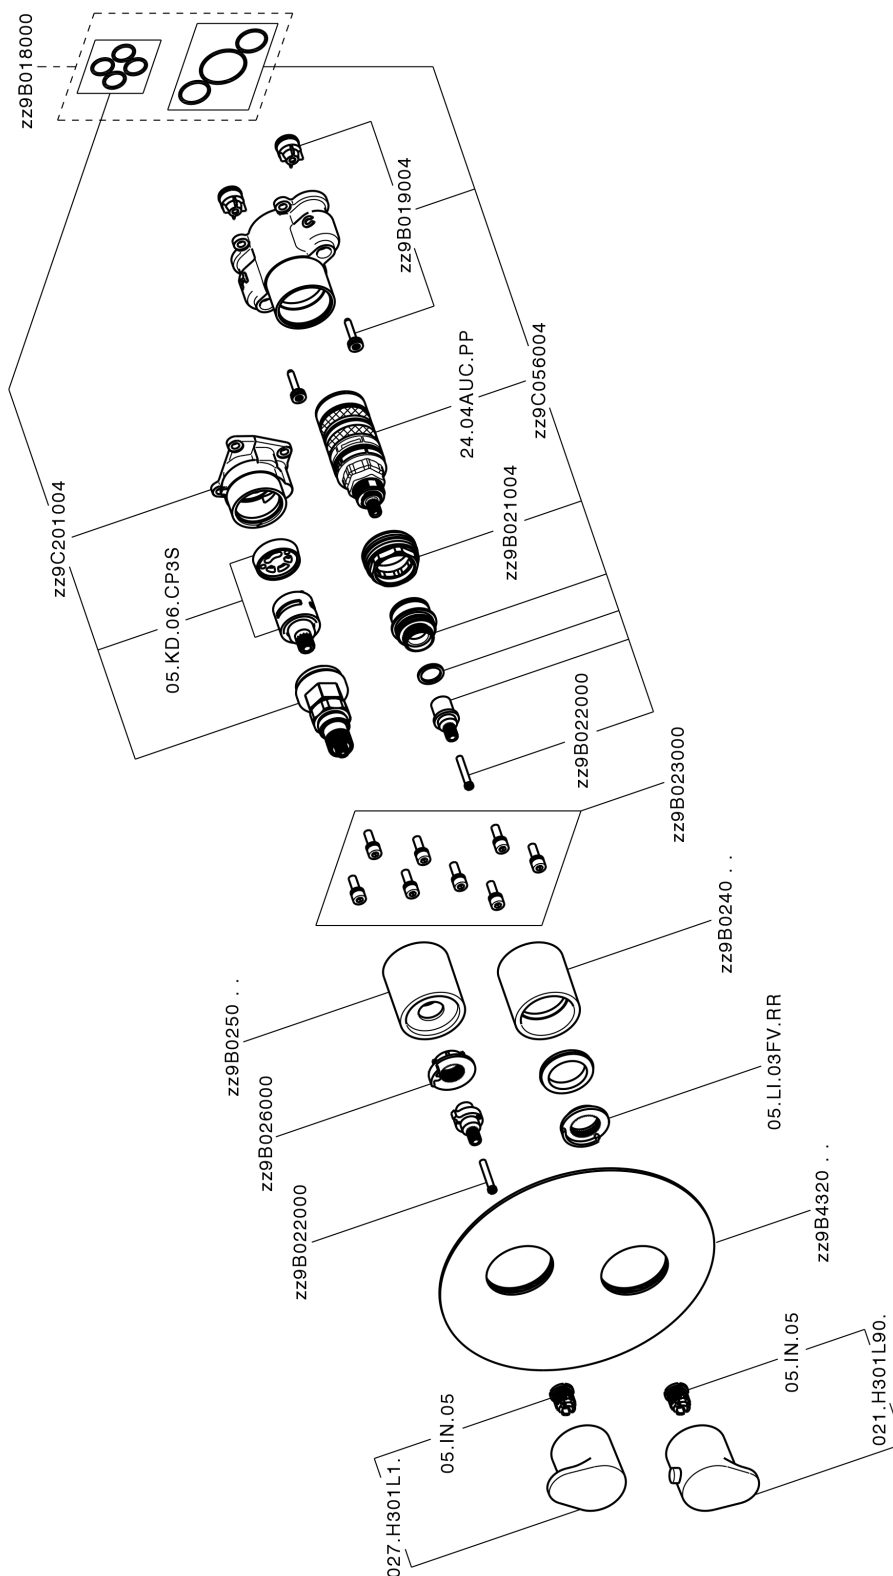 zz9B018000
zz9B019004
24.04AUC.PP
zz9C056004
zz9C201004
05.KD.06.CP3S
zz9B021004
zz9B022000
zz9B023000
zz9B0240 . .
zz9B0250 . .
zz9B026000
05.LI.03FV.RR
zz9B022000
zz9B4320 . .
05.IN.05
021.H301L90.
05.IN.05
027.H301L1.